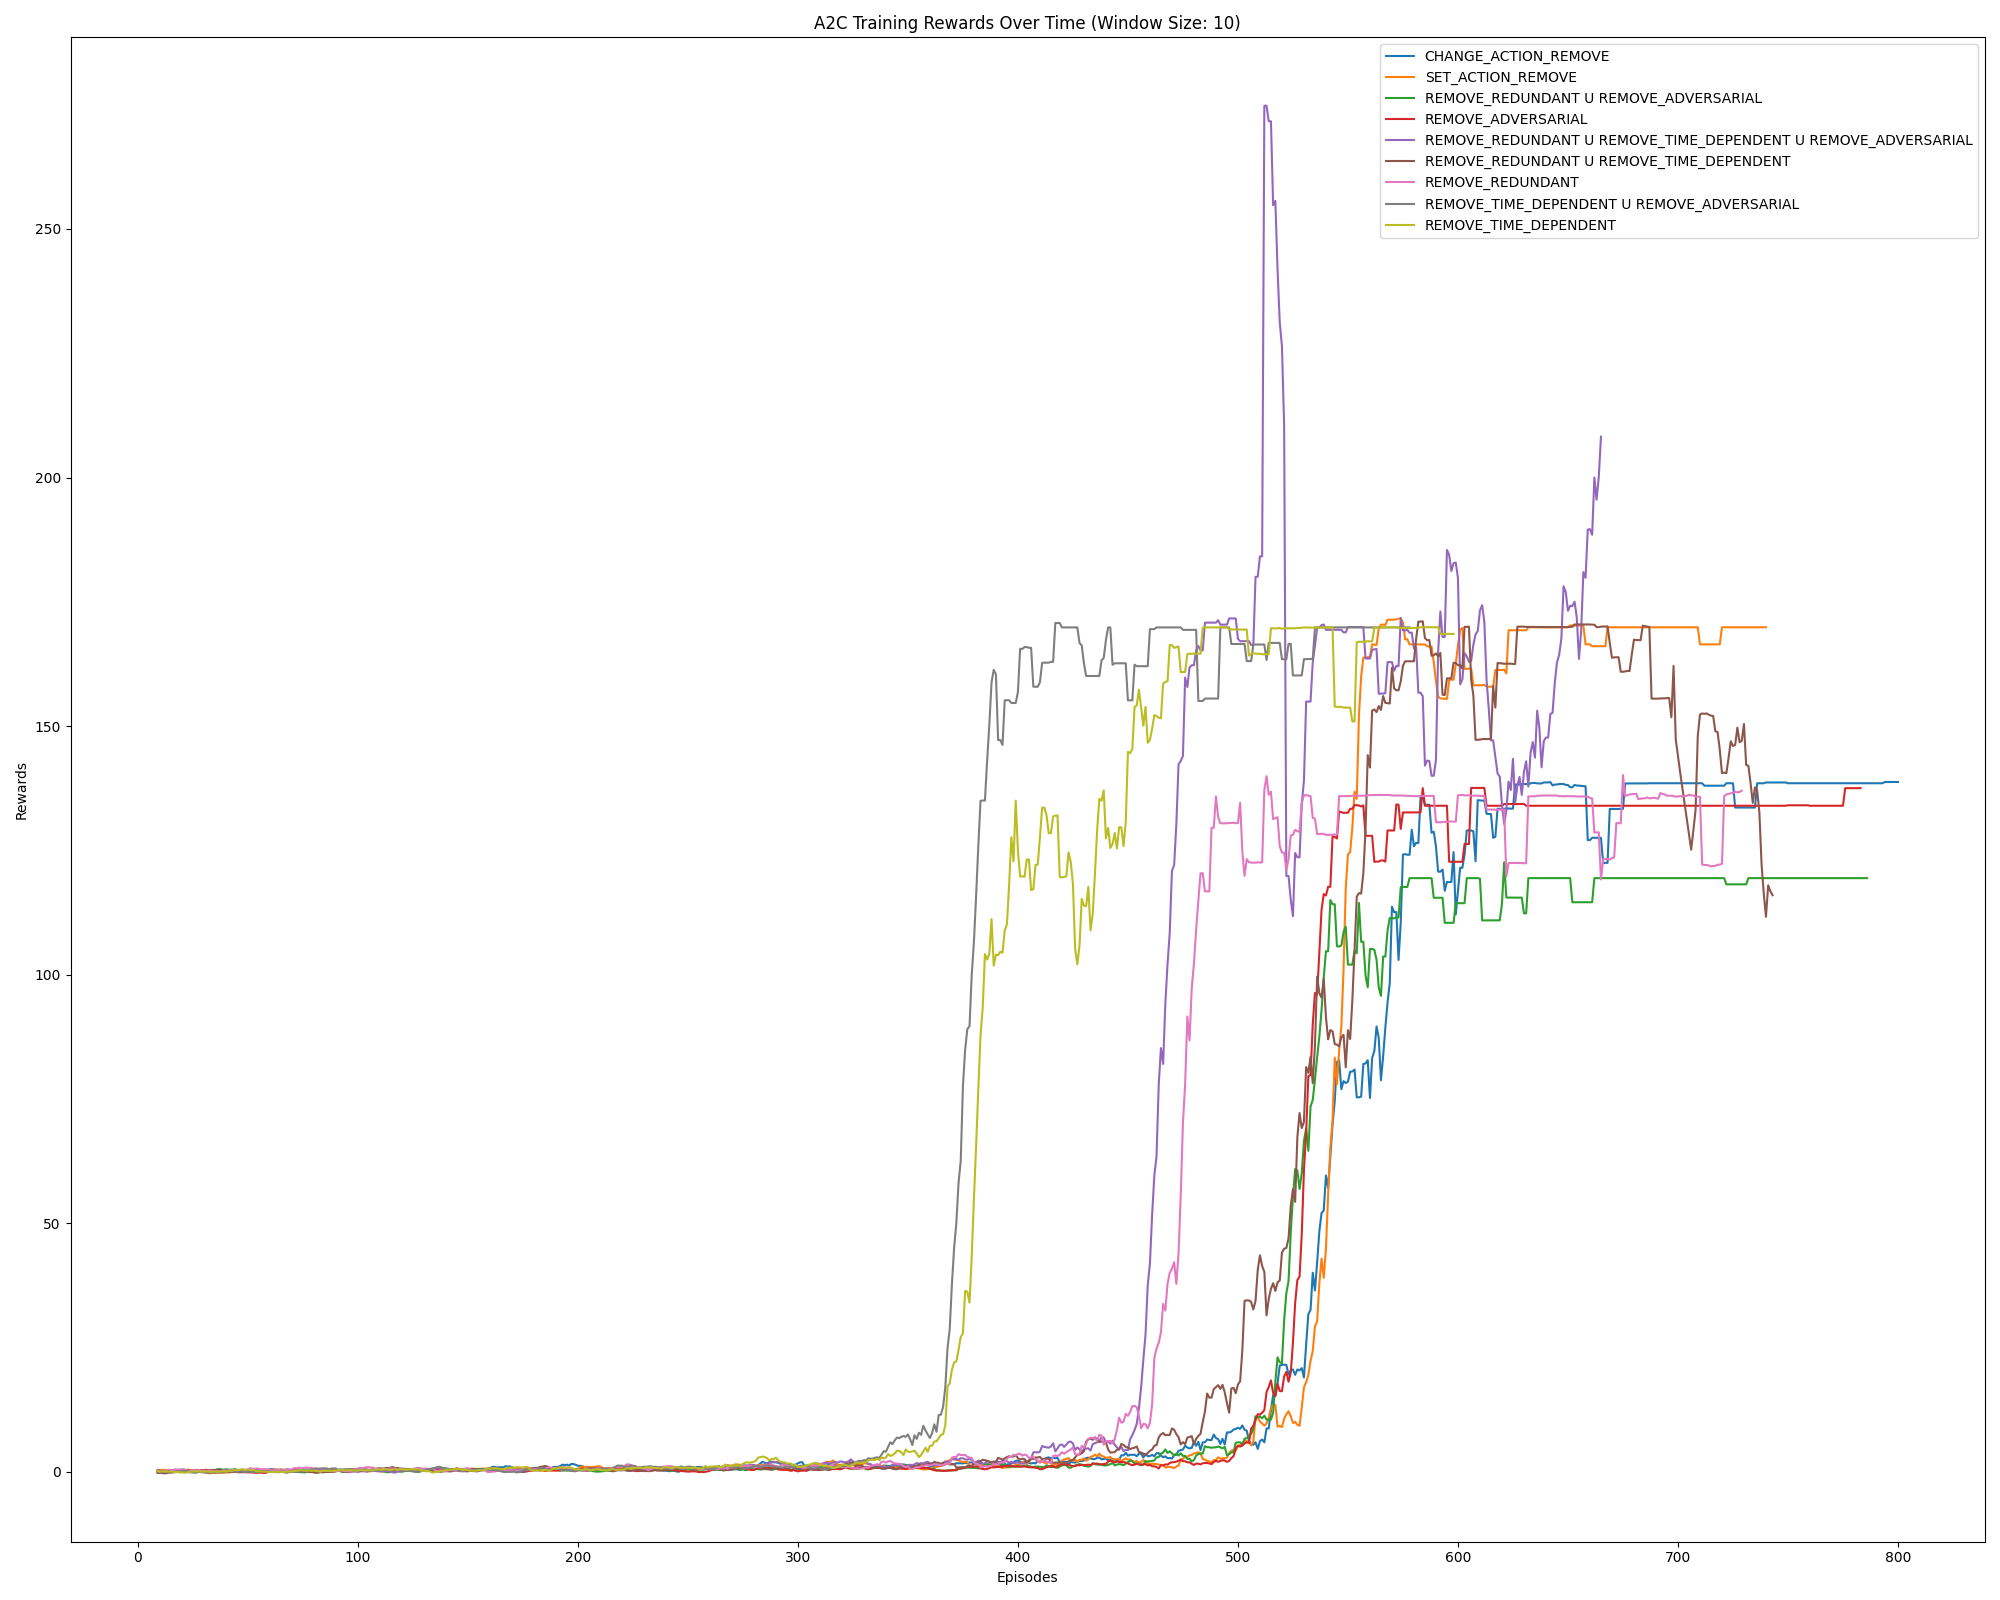 A2C Training Rewards Over Time (Window Size: 10)
CHANGE_ACTION_REMOVE
SET_ACTION_REMOVE
REMOVE_REDUNDANT U REMOVE_ADVERSARIAL
REMOVE_ADVERSARIAL
REMOVE_REDUNDANT U REMOVE_TIME_DEPENDENT U REMOVE_ADVERSARIAL
REMOVE_REDUNDANT U REMOVE_TIME_DEPENDENT
REMOVE_REDUNDANT
REMOVE_TIME_DEPENDENT U REMOVE_ADVERSARIAL
REMOVE_TIME_DEPENDENT
Rewards
250
200
150
100
50
0
0 100 200 300 400 500 600 700 800
Episodes